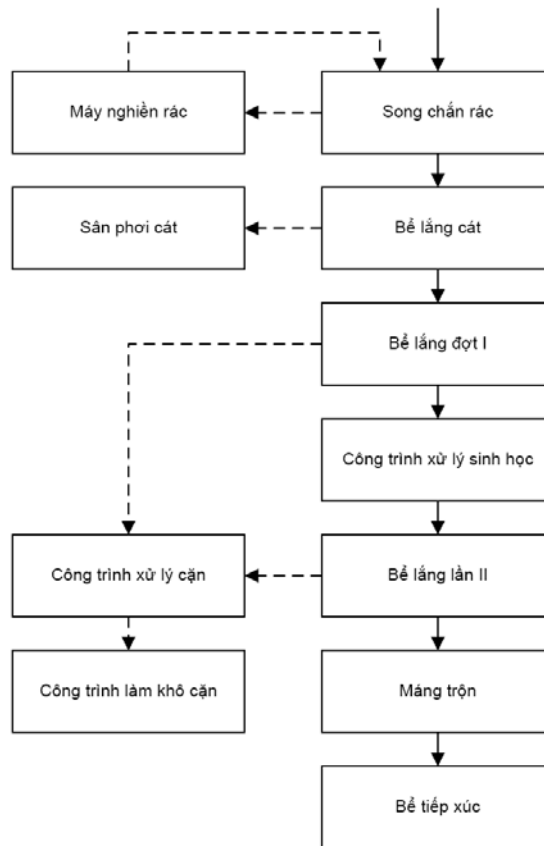 Máy nghiền rác
Song chắn rác
Sân phơi cát
Bể lắng cát
Bể lắng đợt I
Công trình xử lý sinh học
Công trình xử lý cặn
Bể lắng lần II
Công trình làm khô cặn
Máng trộn
Bể tiếp xúc